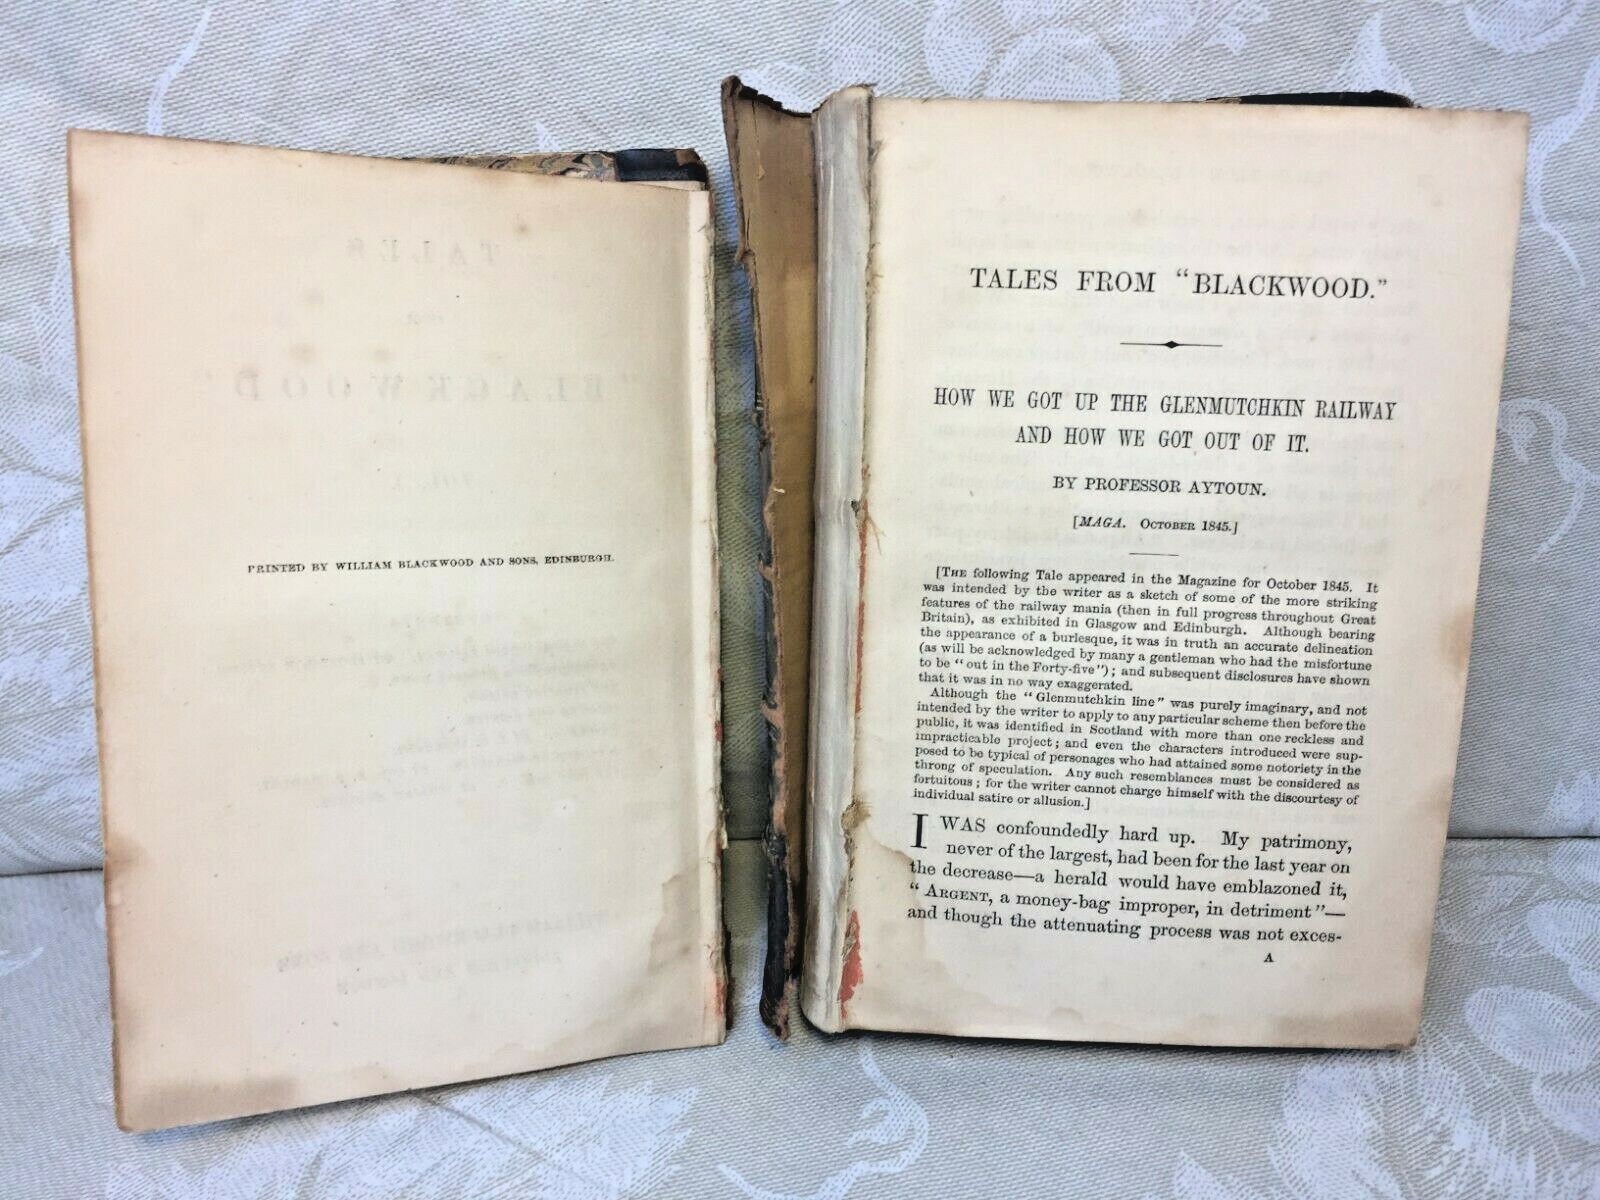 TALES
"BLACKWOOD"
PRINTED BY WILLIAM BLACKWOOD AND SONS, EDINBURGH.
WILLIAM BLACKWOOD AND SONS
EDINBURGH AND LONDON
TALES FROM "BLACKWOOD."
HOW WE GOT UP THE GLENMUTCHKIN RAILWAY
AND HOW WE GOT OUT OF IT.
BY PROFESSOR AYTOUN.
[MAGA. OCTOBER 1845.]
[THE following Tale appeared in the Magazine for October 1845. It
was intended by the writer as a sketch of some of the more striking
features of the railway mania (then in full progress throughout Great
Britain), as exhibited in Glasgow and Edinburgh. Although bearing
the appearance of a burlesque, it was in truth an accurate delineation
(as will be acknowledged by many a gentleman who had the misfortune
to be "out in the Forty-five"); and subsequent disclosures have shown
that it was in no way exaggerated.
Although the "Glenmutchkin line" was purely imaginary, and not
intended by the writer to apply to any particular scheme then before the
public, it was identified in Scotland with more than one reckless and
impracticable project; and even the characters introduced were sup-
posed to be typical of personages who had attained some notoriety in the
throng of speculation. Any such resemblances must be considered as
fortuitous; for the writer cannot charge himself with the discourtesy of
individual satire or allusion.]
I WAS confoundedly hard up. My patrimony,
never of the largest, had been for the last year on
the decrease—a herald would have emblazoned it,
"ARGENT, a money-bag improper, in detriment"—
and though the attenuating process was not exces-
A